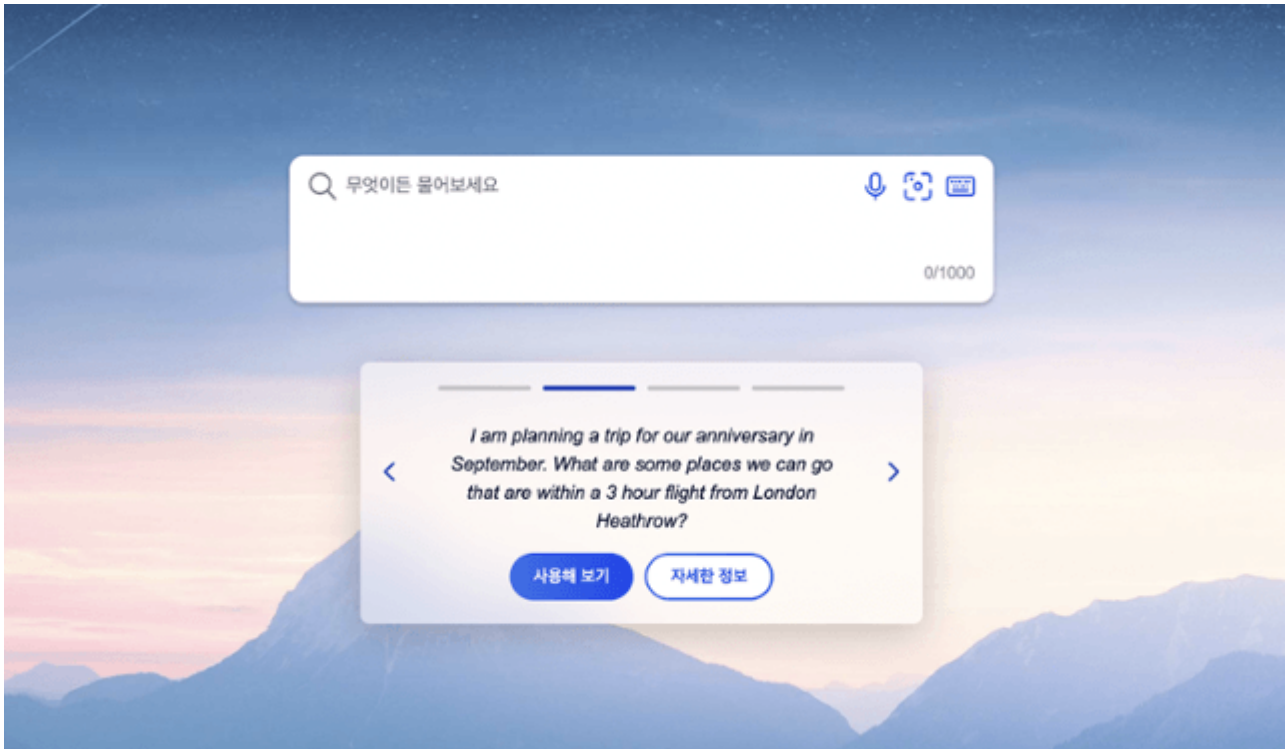 무엇이든 물어보세요
0/1000
I am planning a trip for our anniversary in
September. What are some places we can go
that are within a 3 hour flight from London
Heathrow?
사용해 보기
자세한 정보